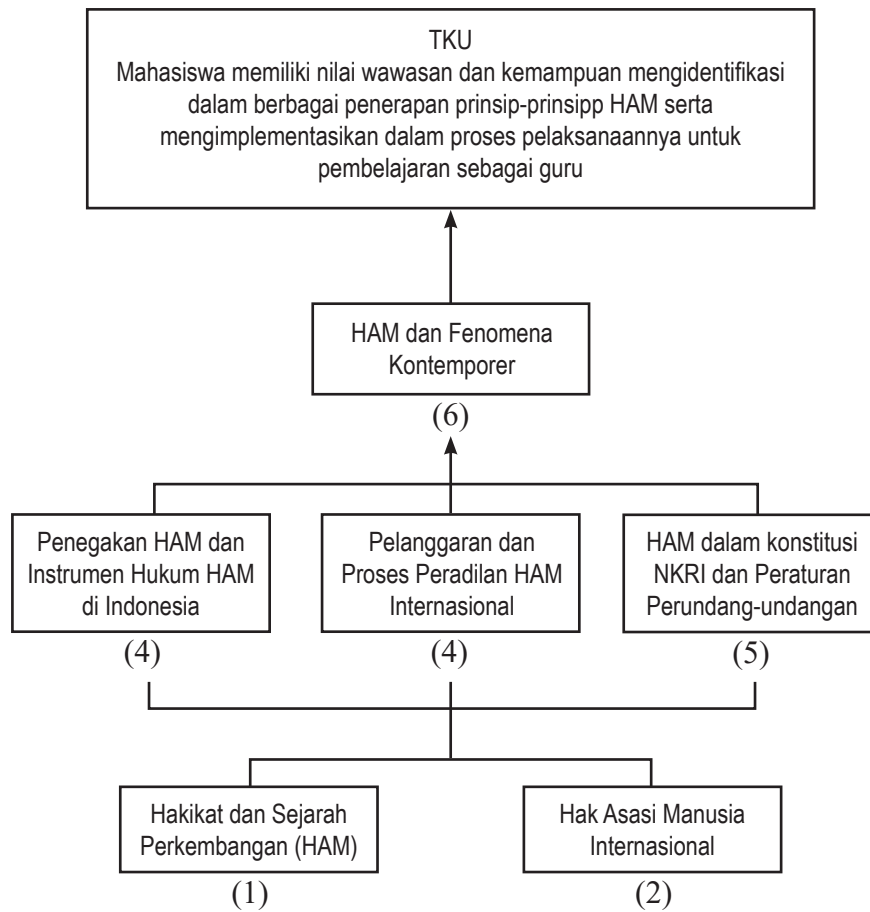 TKU
Mahasiswa memiliki nilai wawasan dan kemampuan mengidentifikasi
dalam berbagai penerapan prinsip-prinsipp HAM serta
mengimplementasikan dalam proses pelaksanaannya untuk
pembelajaran sebagai guru
HAM dan Fenomena
Kontemporer
(6)
Penegakan HAM dan
Instrumen Hukum HAM
di Indonesia
(4)
Pelanggaran dan
Proses Peradilan HAM
Internasional
(4)
HAM dalam konstitusi
NKRI dan Peraturan
Perundang-undangan
(5)
Hakikat dan Sejarah
Perkembangan (HAM)
(1)
Hak Asasi Manusia
Internasional
(2)